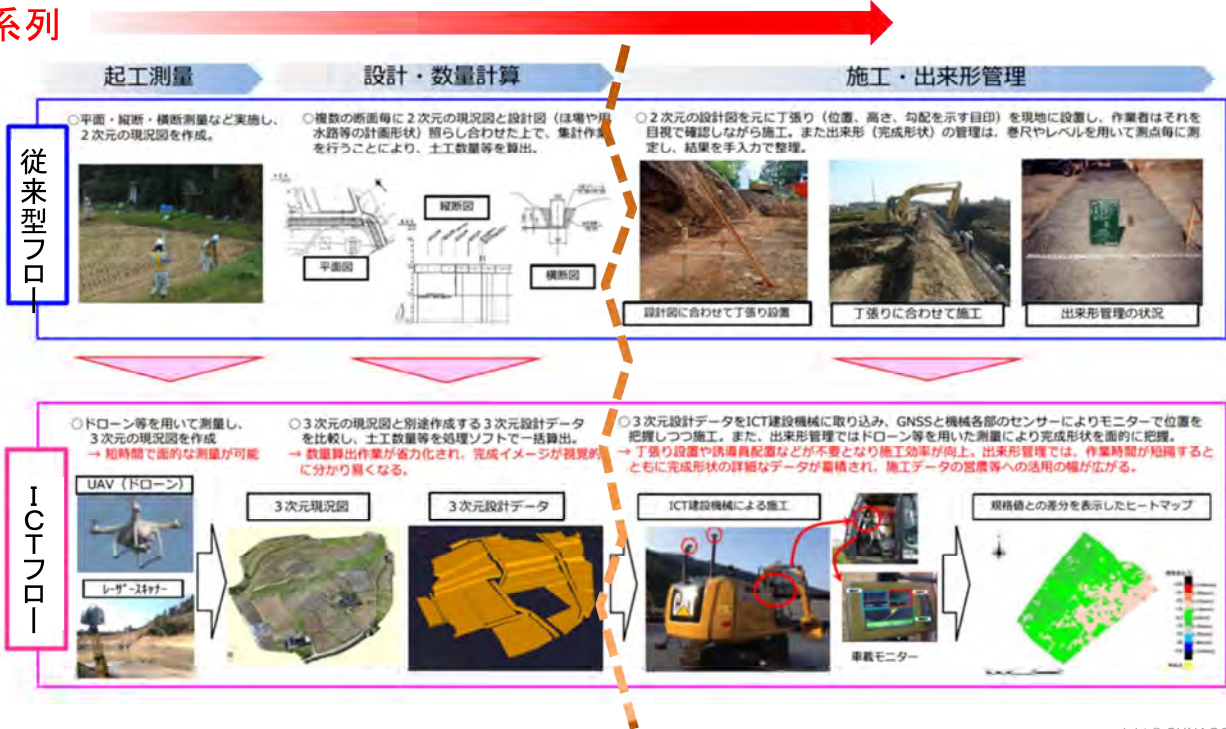 系列
起工測量
設計・数量計算
施工・出来形管理
従来型フロー
○平面・縦断・横断測量など実施し、
２次元の現況図を作成。
○複数の断面毎に２次元の現況図と設計図（ほ場や用
水路等の計画形状）照らし合わせた上で、集計作業
を行うことにより、土工数量等を算出。
○２次元の設計図を元に丁張り（位置、高さ、勾配を示す目印）を現地に設置し、作業者はそれを
目視で確認しながら施工。また出来形（完成形状）の管理は、巻尺やレベルを用いて測点毎に測
定し、結果を手入力で整理。
平面図
縦断図
横断図
設計図に合わせて丁張り設置
丁張りに合わせて施工
出来形管理の状況
ＩＣＴフロー
○ドローン等を用いて測量し、
３次元の現況図を作成
→ 短時間で面的な測量が可能
○３次元の現況図と別途作成する３次元設計データ
を比較し、土工数量等を処理ソフトで一括算出。
→ 数量算出作業が省力化され、完成イメージが視覚的
に分かり易くなる。
○３次元設計データをICT建設機械に取り込み、GNSSと機械各部のセンサーによりモニターで位置を
把握しつつ施工。また、出来形管理ではドローン等を用いた測量により完成形状を面的に把握。
→ 丁張り設置や誘導員配置などが不要となり施工効率が向上。出来形管理では、作業時間が短縮すると
ともに完成形状の詳細なデータが蓄積され、施工データの営農等への活用の幅が広がる。
UAV（ドローン）
レーザースキャナー
３次元現況図
３次元設計データ
ICT建設機械による施工
車載モニター
規格値との差分を表示したヒートマップ